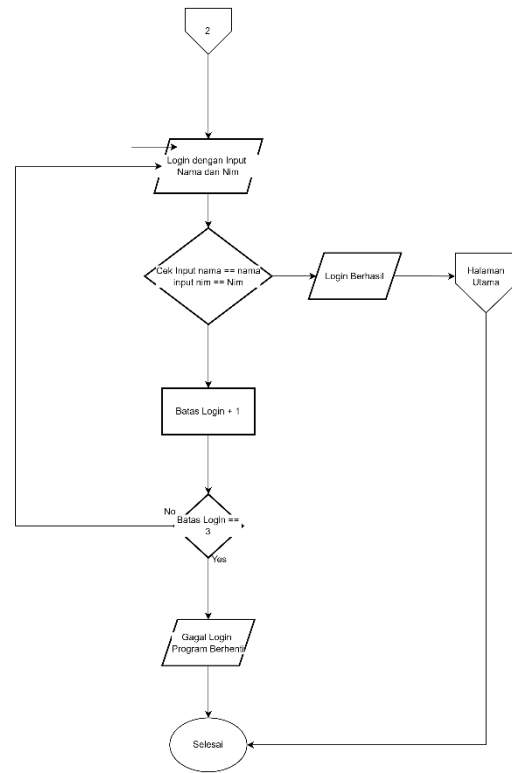 2
Login dengan Input
Nama dan Nim
Cek Input nama == nama
input nim == Nim
Login Berhasil
Halaman
Utama
Batas Login + 1
No
Batas Login ==
3
Yes
Gagal Login
Program Berhenti
Selesai